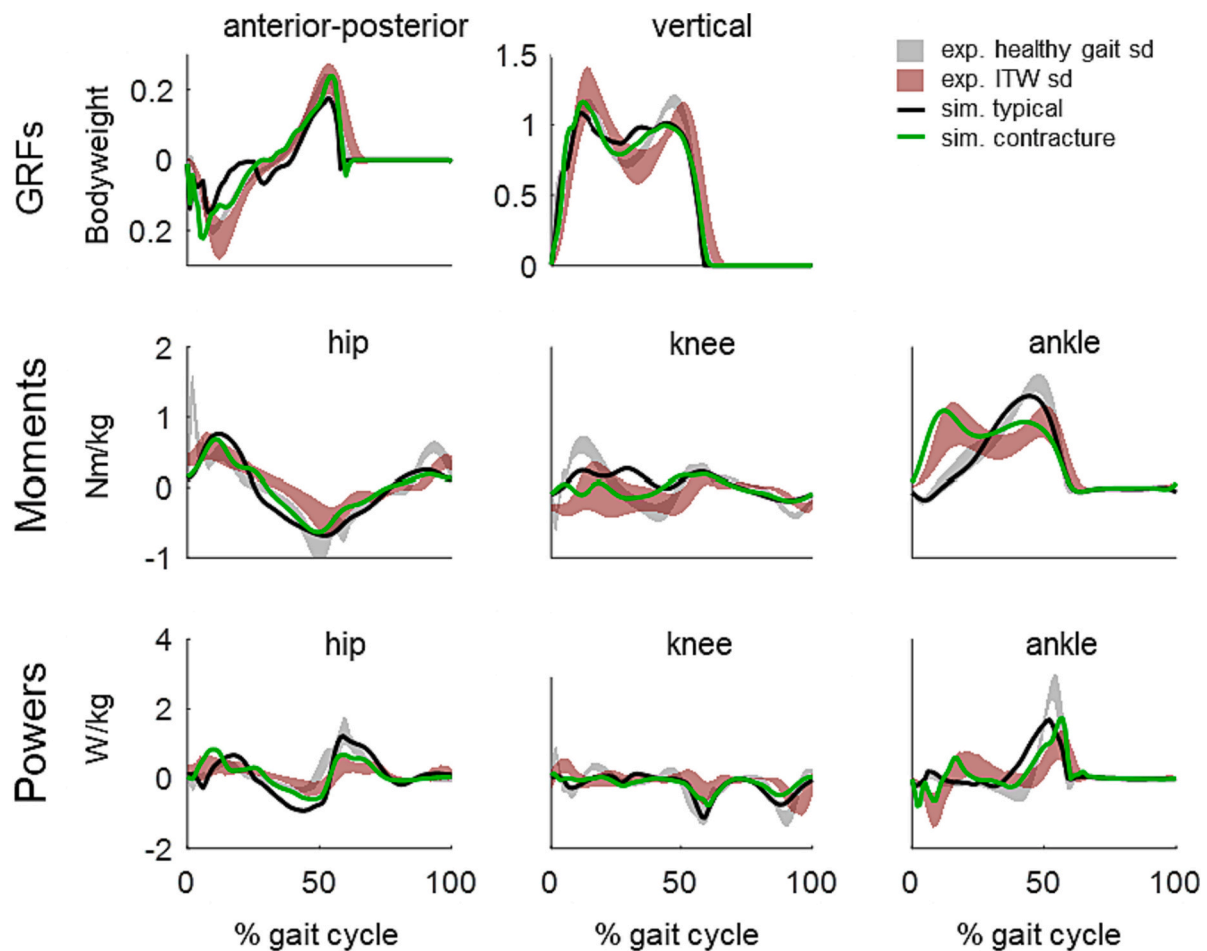 anterior-posterior
vertical
exp. healthy gait sd
exp. ITW sd
sim. typical
sim. contracture
GRFs
Bodyweight
0.2
0
0.2
1.5
1
0.5
0
hip
knee
ankle
Moments
Nm/kg
2
1
0
-1
hip
knee
ankle
Powers
W/kg
4
2
0
-2
0
50
100
0
50
100
0
50
100
% gait cycle
% gait cycle
% gait cycle